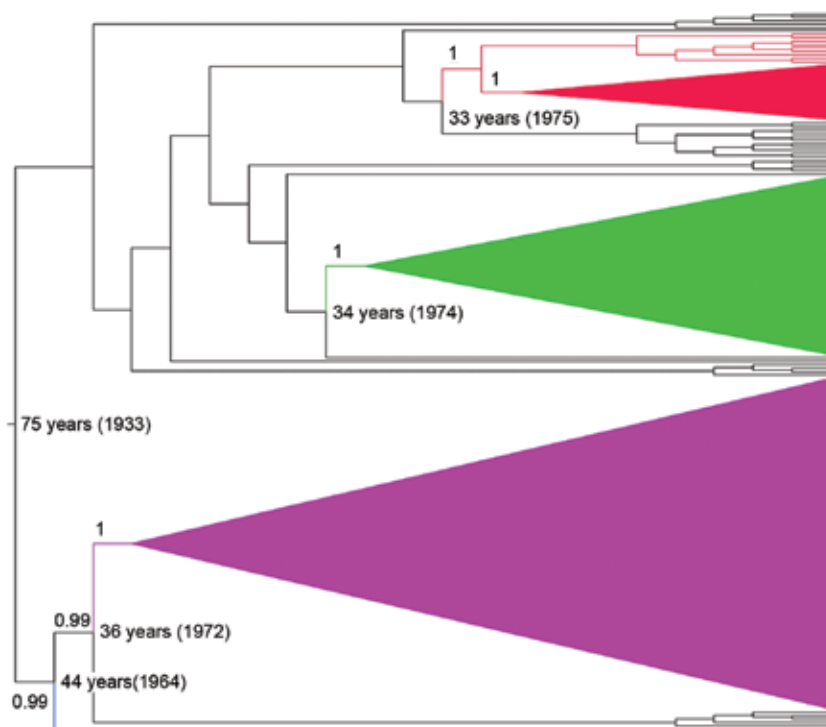 1
1
33 years (1975)
1
34 years (1974)
75 years (1933)
1
0.99
36 years (1972)
44 years(1964)
0.99